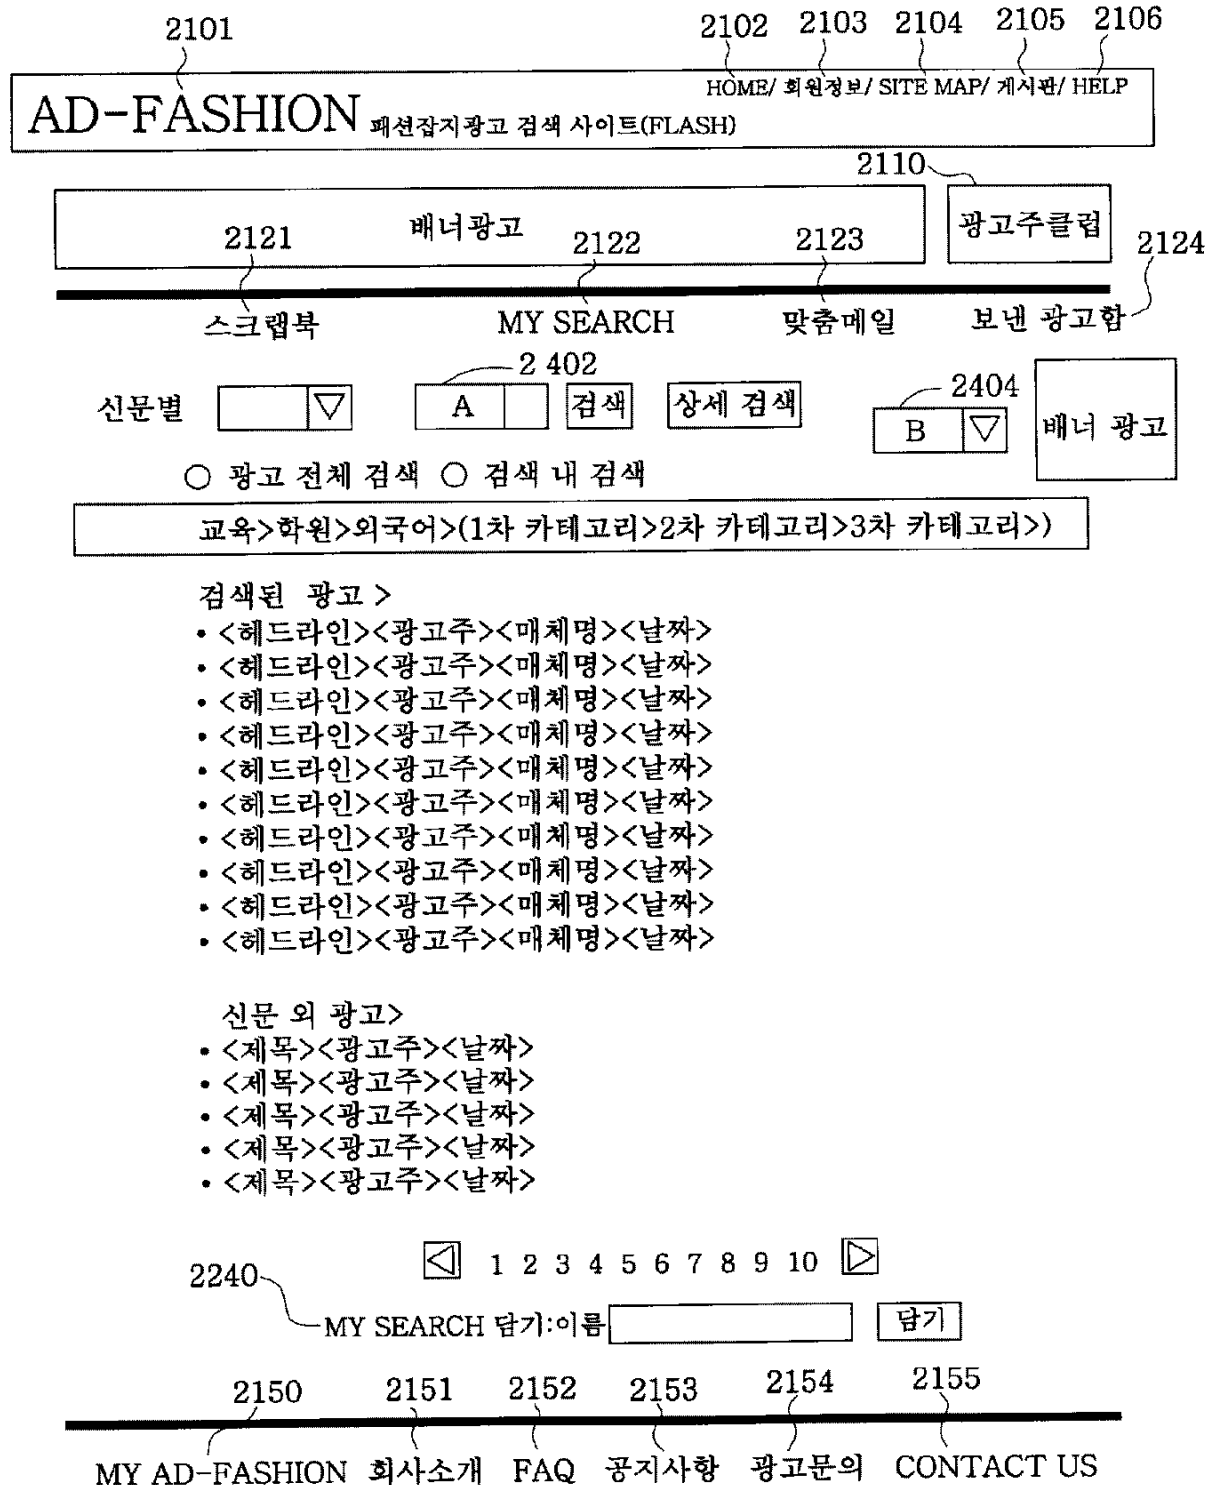 2101 2102 2103 2104 2105 2106
HOME/ 회원정보/ SITE MAP/ 게시판/ HELP
AD-FASHION 패션잡지광고 검색 사이트(FLASH)
2110
배너광고 광고주클럽
2121 2122 2123 2124
스크랩북 MY SEARCH 맞춤메일 보낸 광고함
2 402
신문별 A 검색 상세 검색 2404
B 배너 광고
광고 전체 검색 검색 내 검색
교육>학원>외국어>(1차 카테고리>2차 카테고리>3차 카테고리>)
검색된 광고 >
• <헤드라인><광고주><매체명><날짜>
• <헤드라인><광고주><매체명><날짜>
• <헤드라인><광고주><매체명><날짜>
• <헤드라인><광고주><매체명><날짜>
• <헤드라인><광고주><매체명><날짜>
• <헤드라인><광고주><매체명><날짜>
• <헤드라인><광고주><매체명><날짜>
• <헤드라인><광고주><매체명><날짜>
• <헤드라인><광고주><매체명><날짜>
• <헤드라인><광고주><매체명><날짜>
신문 외 광고>
• <제목><광고주><날짜>
• <제목><광고주><날짜>
• <제목><광고주><날짜>
• <제목><광고주><날짜>
• <제목><광고주><날짜>
1 2 3 4 5 6 7 8 9 10
2240
MY SEARCH 담기:이름 담기
2150 2151 2152 2153 2154 2155
MY AD-FASHION 회사소개 FAQ 공지사항 광고문의 CONTACT US